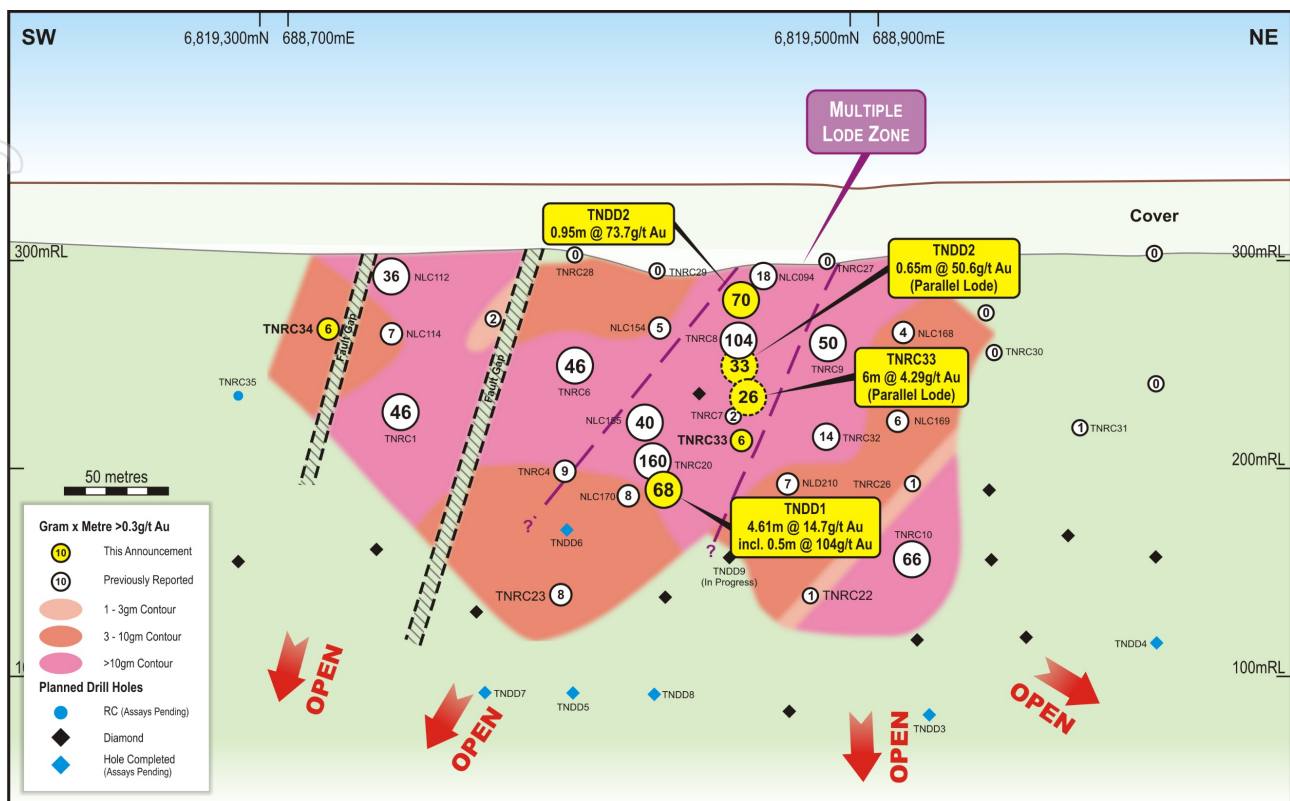 SW
6,819,300mN
688,700mE
6,819,500mN
688,900mE
NE
MULTIPLE
LODE ZONE
Cover
TNDD2
0.95m @ 73.7g/t Au
TNDD2
0.65m @ 50.6g/t Au
(Parallel Lode)
300mRL
300mRL
0
TNRC28
0
TNRC29
18
NLC094
0
TNRC27
0
36
NLC112
70
0
TNRC34
6
7
NLC114
2
NLC154
5
TNRC8
104
50
TNRC9
4
NLC168
0
TNRC30
Fault Gap
Fault Gap
33
TNRC33
6m @ 4.29g/t Au
(Parallel Lode)
46
TNRC6
26
0
TNRC35
46
TNRC1
NLC155
40
TNRC7
2
6
NLC169
0
TNRC31
TNRC33
6
14
TNRC32
160
TNRC20
200mRL
TNRC4
9
NLC170
8
68
7
NLD210
TNRC26
1
50 metres
TNDD1
4.61m @ 14.7g/t Au
incl. 0.5m @ 104g/t Au
?
TNDD6
?
TNRC10
66
TNDD9
(In Progress)
TNRC23
8
1
TNRC22
Gram x Metre >0.3g/t Au
10
This Announcement
10
Previously Reported
1 - 3gm Contour
3 - 10gm Contour
>10gm Contour
Planned Drill Holes
RC (Assays Pending)
Diamond
Hole Completed
(Assays Pending)
TNDD4
100mRL
OPEN
OPEN
OPEN
OPEN
TNDD7
TNDD5
TNDD8
TNDD3